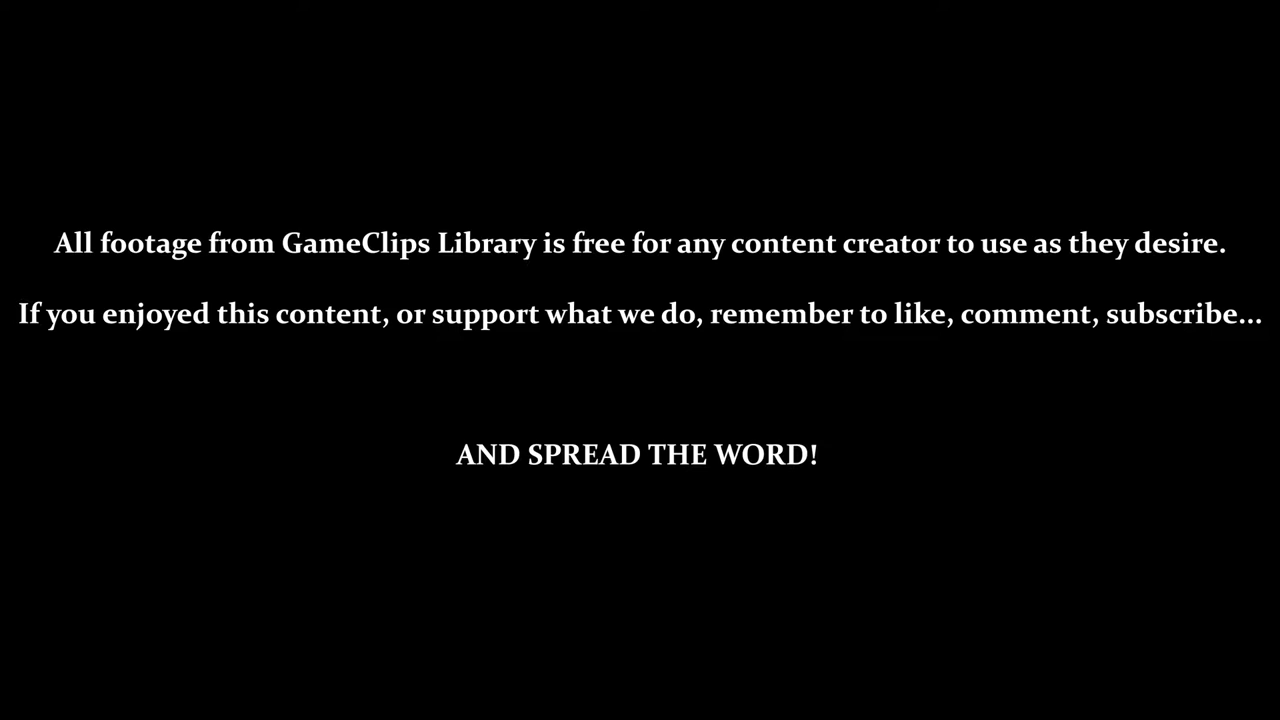 All footage from GameClips Library is free for any content creator to use as they desire.
If you enjoyed this content, or support what we do, remember to like, comment, subscribe...
AND SPREAD THE WORD!